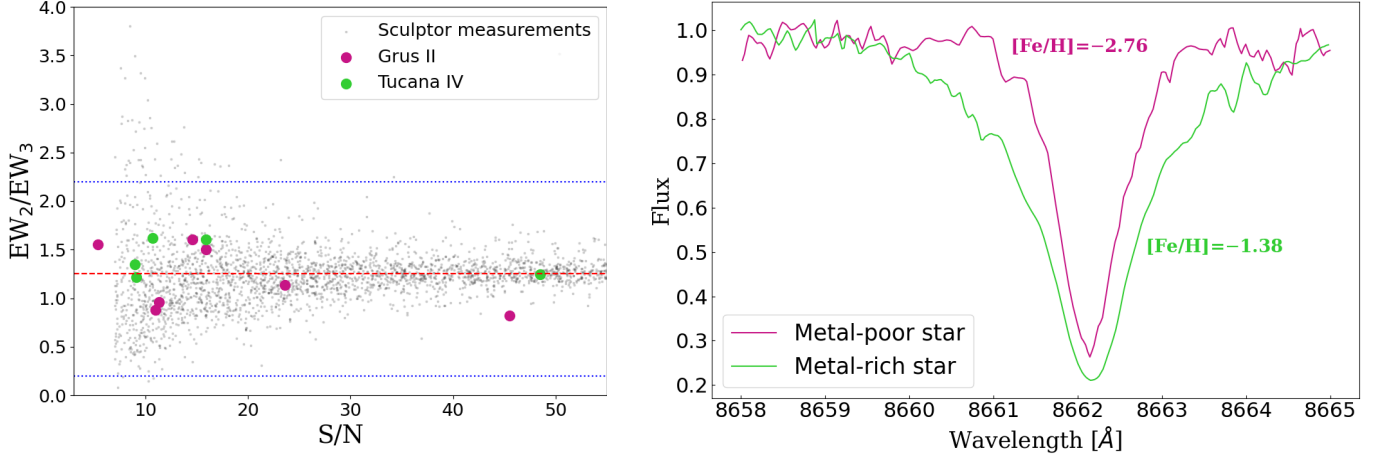 4.0
3.5
3.0
2.5
2.0
1.5
1.0
0.5
0.0
EW₂/EW₃
10 20 30 40 50
S/N
Sculptor measurements
Grus II
Tucana IV
1.0
0.9
0.8
0.7
0.6
0.5
0.4
0.3
0.2
Flux
[Fe/H]=−2.76
[Fe/H]=−1.38
Metal-poor star
Metal-rich star
8658 8659 8660 8661 8662 8663 8664 8665
Wavelength [Å]